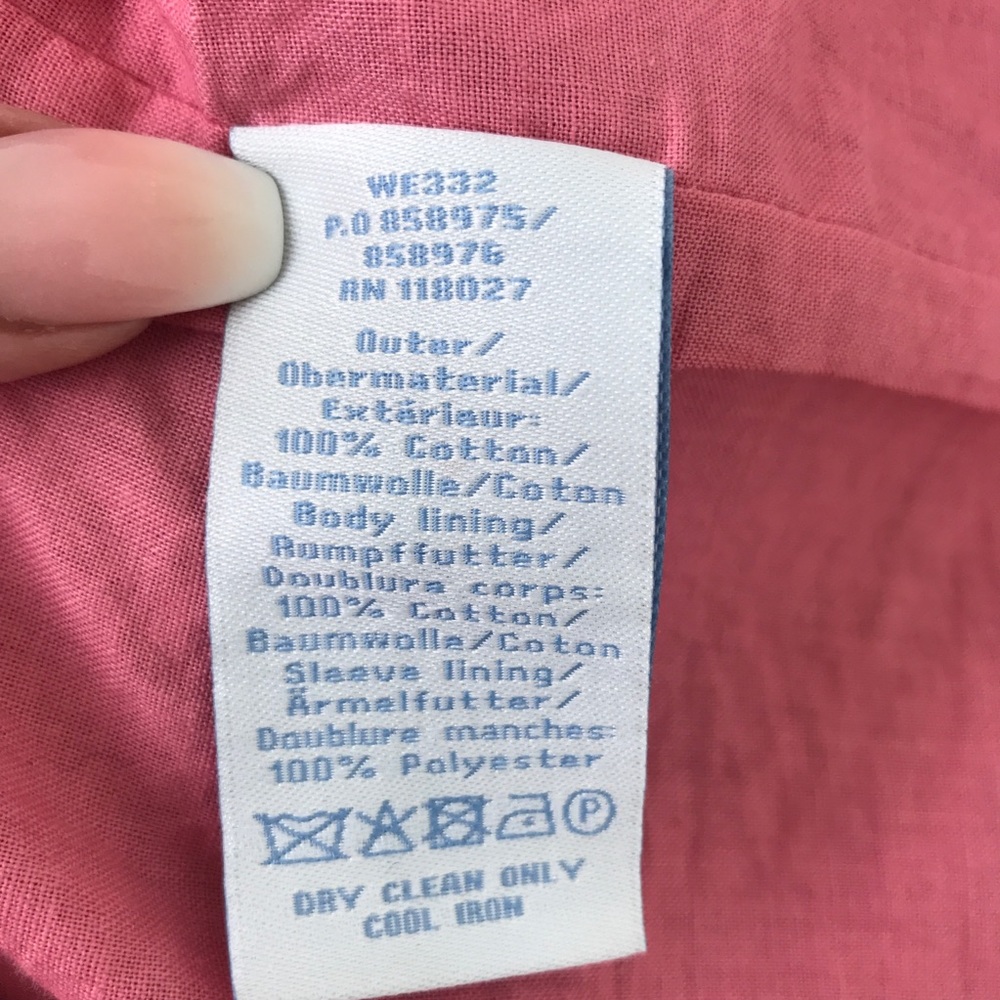 WE332
P.O 858975/
858976
RN 118027
Outer/
Obermaterial/
Extérieur:
100% Cotton/
Baumwolle/Coton
Body lining/
Rumpffutter/
Doublure corps:
100% Cotton/
Baumwolle/Coton
Sleeve lining/
Ärmelfutter/
Doublure manches:
100% Polyester
P
DRY CLEAN ONLY
COOL IRON